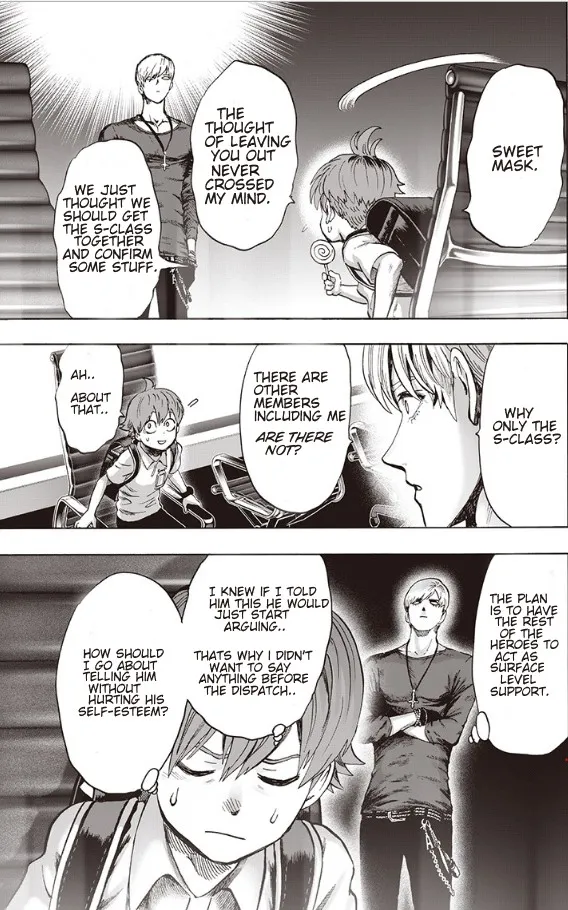 SWEET
MASK.
THE
THOUGHT
OF LEAVING
YOU OUT
NEVER
CROSSED
MY MIND.
WE JUST
THOUGHT WE
SHOULD GET
THE S-CLASS
TOGETHER
AND CONFIRM
SOME STUFF.
WHY
ONLY THE
S-CLASS?
THERE ARE
OTHER
MEMBERS
INCLUDING ME
ARE THERE
NOT?
AH..
ABOUT
THAT..
THE PLAN
IS TO HAVE
THE REST
OF THE
HEROES TO
ACT AS
SURFACE
LEVEL
SUPPORT.
I KNEW IF I TOLD
HIM THIS HE WOULD
JUST START
ARGUING..
THATS WHY I DIDN'T
WANT TO SAY
ANYTHING BEFORE
THE DISPATCH..
HOW SHOULD
I GO ABOUT
TELLING HIM
WITHOUT
HURTING HIS
SELF-ESTEEM?